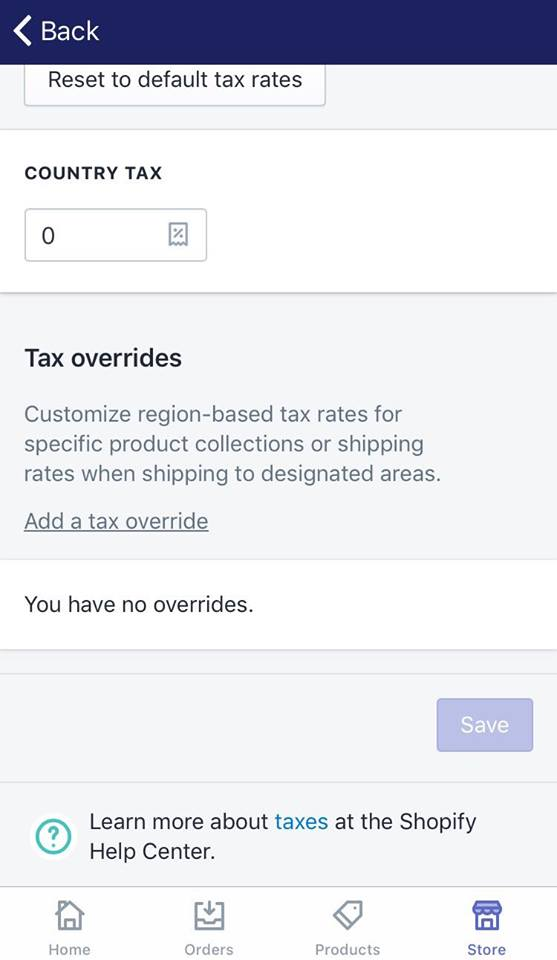 Back
Reset to default tax rates
COUNTRY TAX
0
Tax overrides
Customize region-based tax rates for
specific product collections or shipping
rates when shipping to designated areas.
Add a tax override
You have no overrides.
Save
Learn more about taxes at the Shopify
Help Center.
Home Orders Products Store